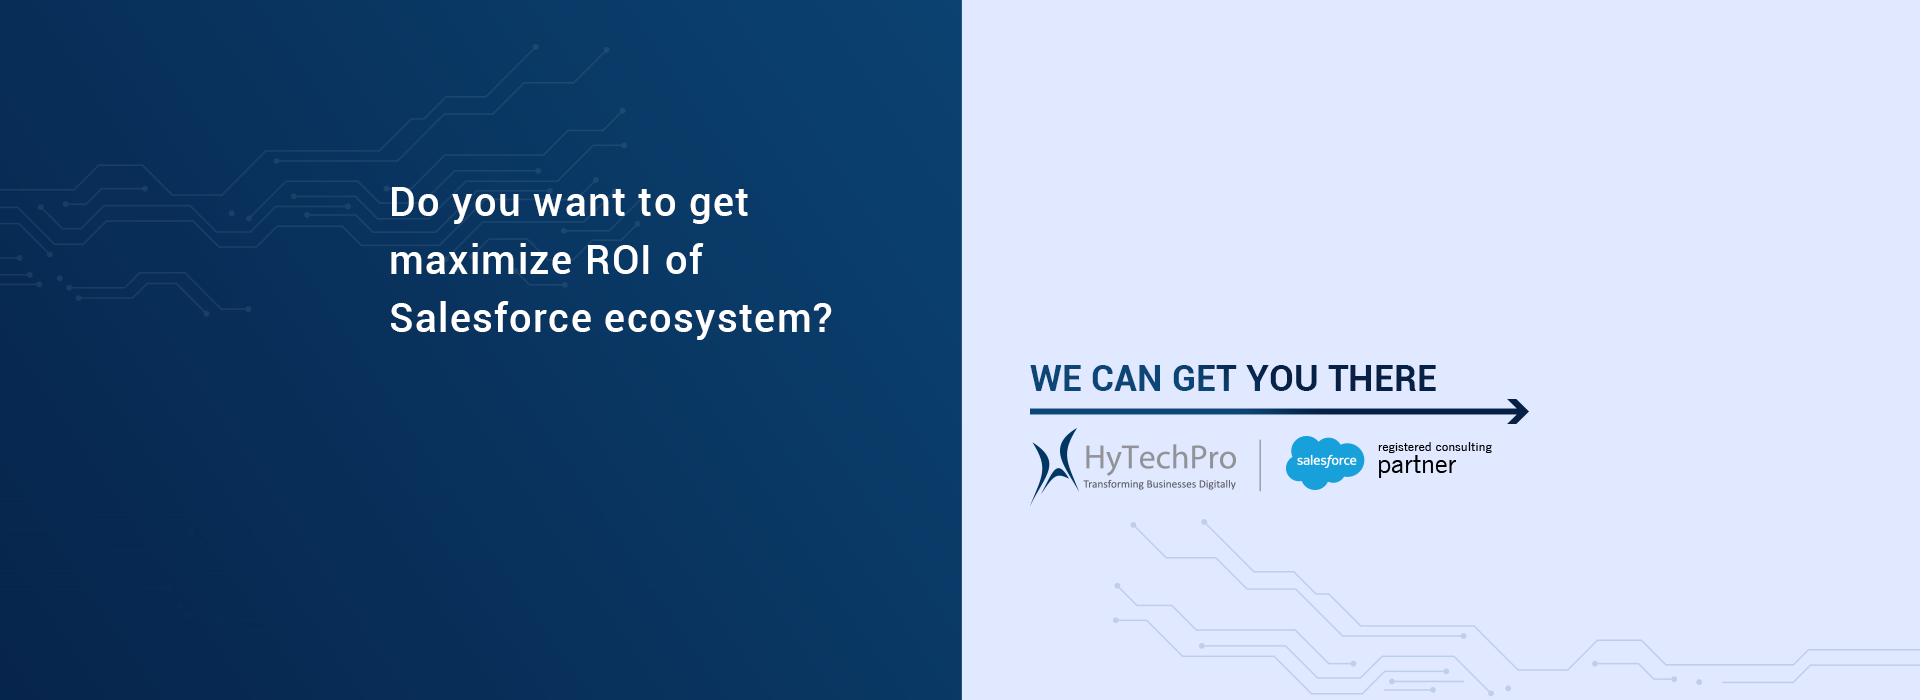 Do you want to get
maximize ROI of
Salesforce ecosystem?
WE CAN GET YOU THERE
HyTechPro
Transforming Businesses Digitally
salesforce
registered consulting
partner